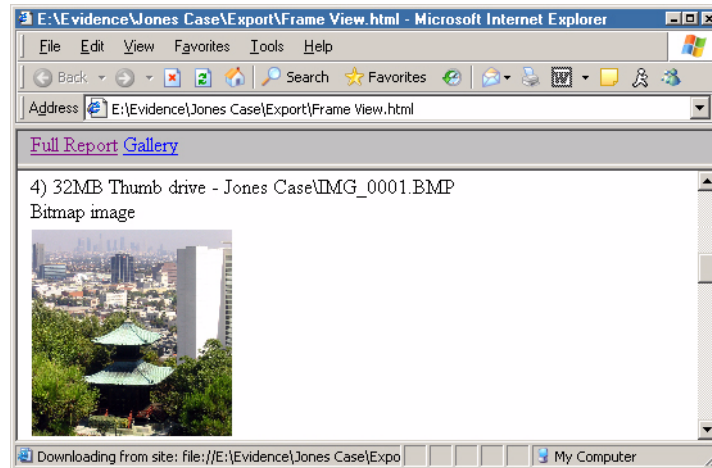 E:\Evidence\Jones Case\Export\Frame View.html - Microsoft Internet Explorer
File Edit View Favorites Tools Help
Back Search Favorites
Address E:\Evidence\Jones Case\Export\Frame View.html
Full Report Gallery
4) 32MB Thumb drive - Jones Case\IMG_0001.BMP
Bitmap image
Downloading from site: file://E:\Evidence\Jones Case\Expo My Computer